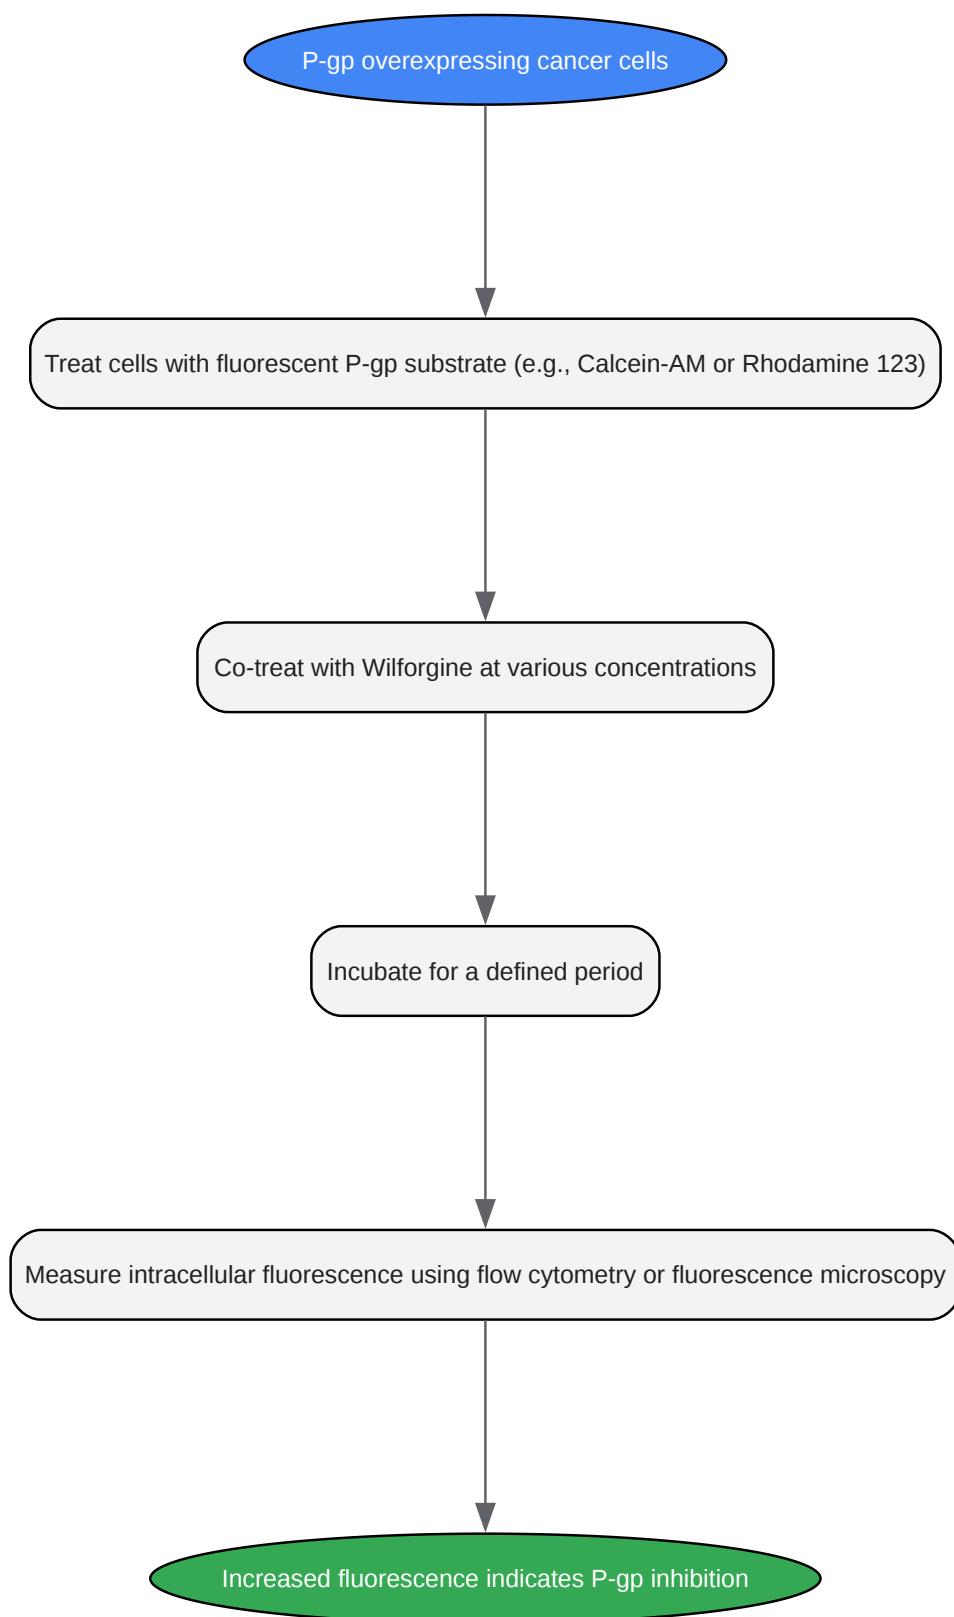 P-gp overexpressing cancer cells
Treat cells with fluorescent P-gp substrate (e.g., Calcein-AM or Rhodamine 123)
Co-treat with Wilforgine at various concentrations
Incubate for a defined period
Measure intracellular fluorescence using flow cytometry or fluorescence microscopy
Increased fluorescence indicates P-gp inhibition